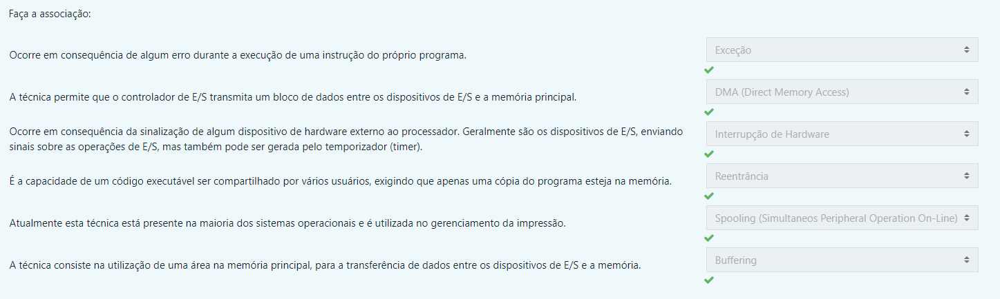 Faça a associação:
Ocorre em consequência de algum erro durante a execução de uma instrução do próprio programa.
Exceção
A técnica permite que o controlador de E/S transmita um bloco de dados entre os dispositivos de E/S e a memória principal.
DMA (Direct Memory Access)
Ocorre em consequência da sinalização de algum dispositivo de hardware externo ao processador. Geralmente são os dispositivos de E/S, enviando
sinais sobre as operações de E/S, mas também pode ser gerada pelo temporizador (timer).
Interrupção de Hardware
É a capacidade de um código executável ser compartilhado por vários usuários, exigindo que apenas uma cópia do programa esteja na memória.
Reentrância
Atualmente esta técnica está presente na maioria dos sistemas operacionais e é utilizada no gerenciamento da impressão.
Spooling (Simultaneos Peripheral Operation On-Line)
A técnica consiste na utilização de uma área na memória principal, para a transferência de dados entre os dispositivos de E/S e a memória.
Buffering